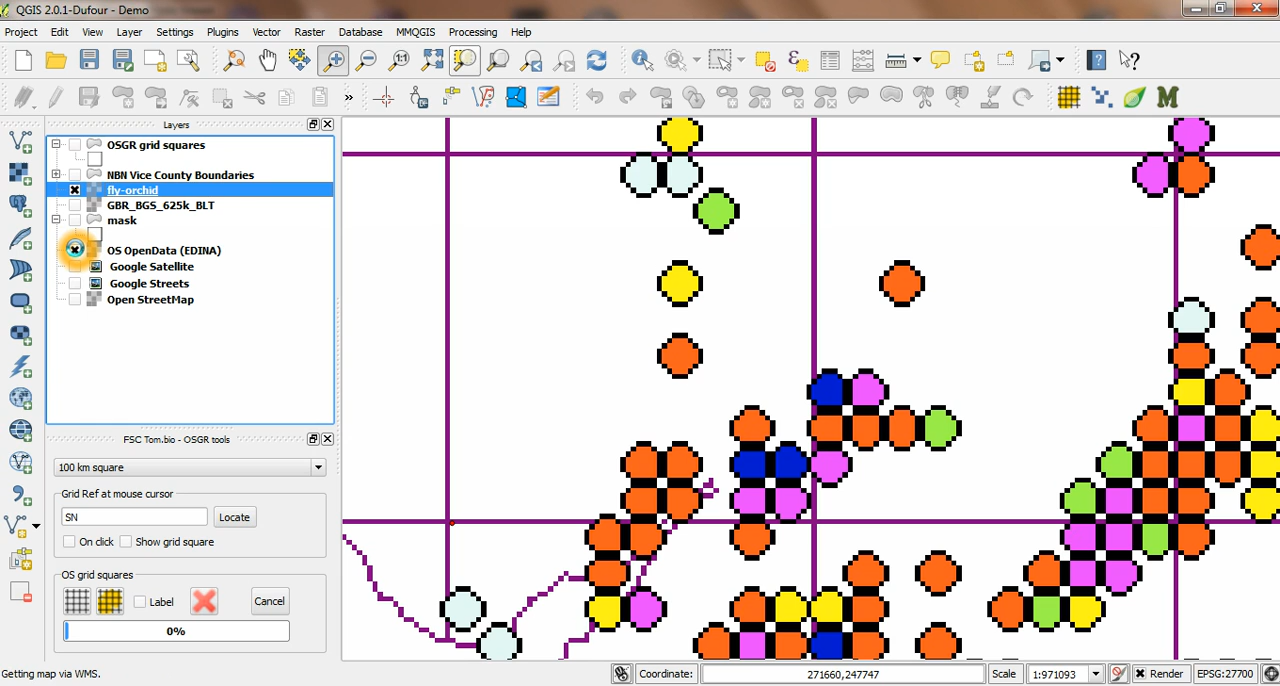 QGIS 2.0.1-Dufour - Demo
Project Edit View Layer Settings Plugins Vector Raster Database MMQGIS Processing Help
Layers
OSGR grid squares
NBN Vice County Boundaries
fly-orchid
GBR_BGS_625k_BLT
mask
OS OpenData (EDINA)
Google Satellite
Google Streets
Open StreetMap
FSC Tom.bio - OSGR tools
100 km square
Grid Ref at mouse cursor
SN Locate
On click Show grid square
OS grid squares
Label Cancel
0%
Getting map via WMS. Coordinate: 271660,247747 Scale 1:971093 Render EPSG:27700